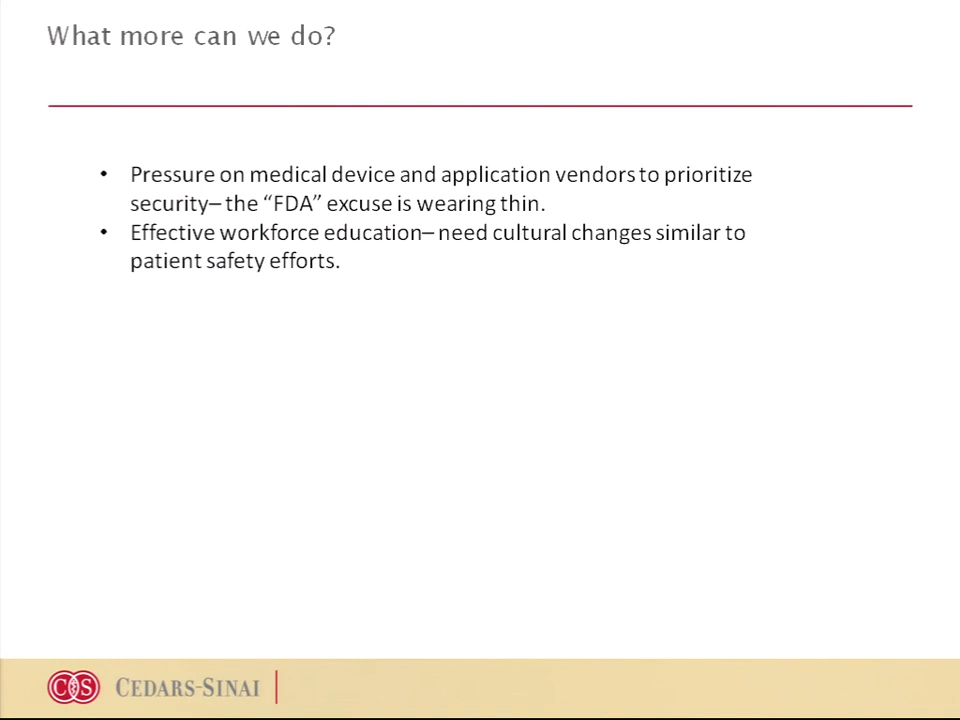 What more can we do?
• Pressure on medical device and application vendors to prioritize
security– the “FDA” excuse is wearing thin.
• Effective workforce education– need cultural changes similar to
patient safety efforts.
CS CEDARS-SINAI